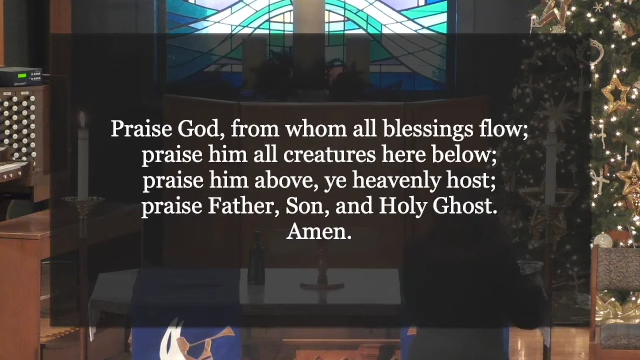 Praise God, from whom all blessings flow;
praise him all creatures here below;
praise him above, ye heavenly host;
praise Father, Son, and Holy Ghost.
Amen.